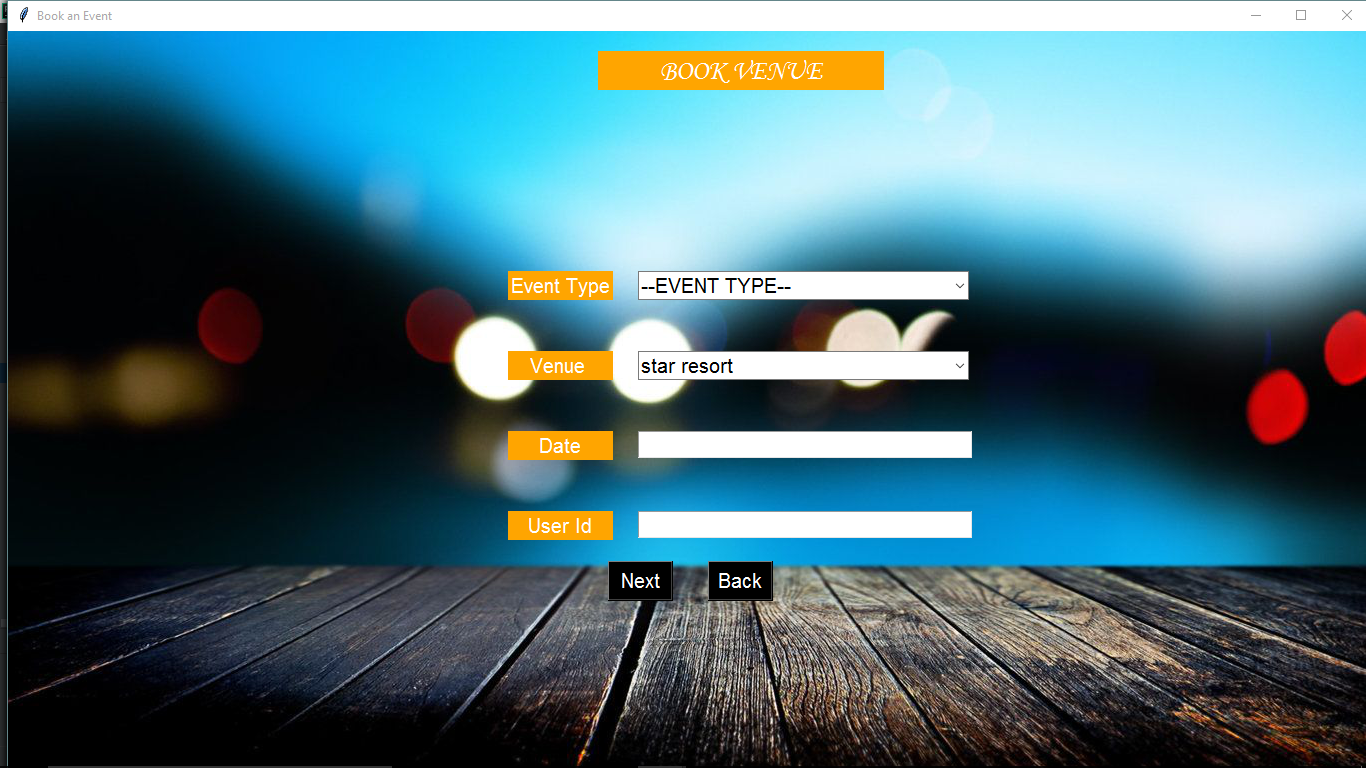 Book an Event
BOOK VENUE
Event Type --EVENT TYPE--
Venue star resort
Date
User Id
Next Back